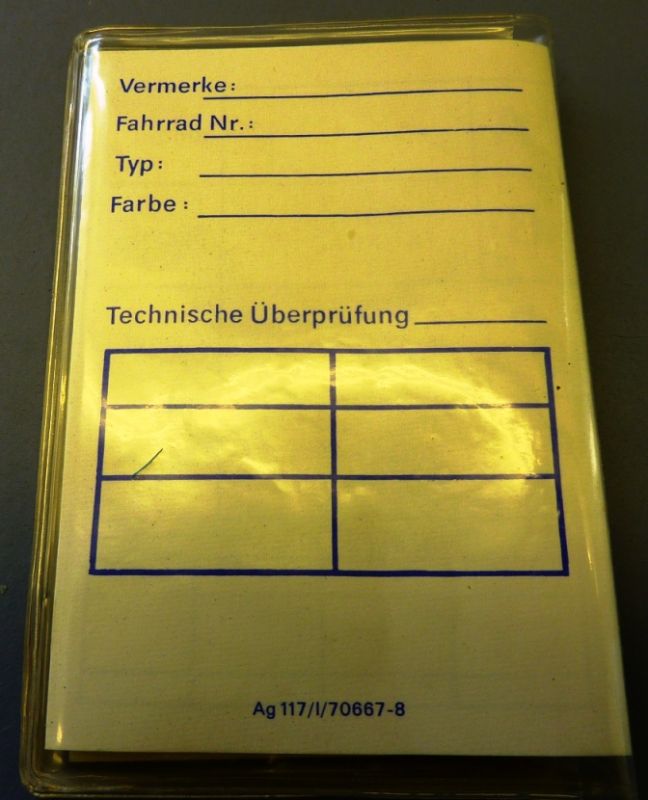 Vermerke:
Fahrrad Nr.:
Typ:
Farbe:
Technische Überprüfung
Ag 117/I/70667-8